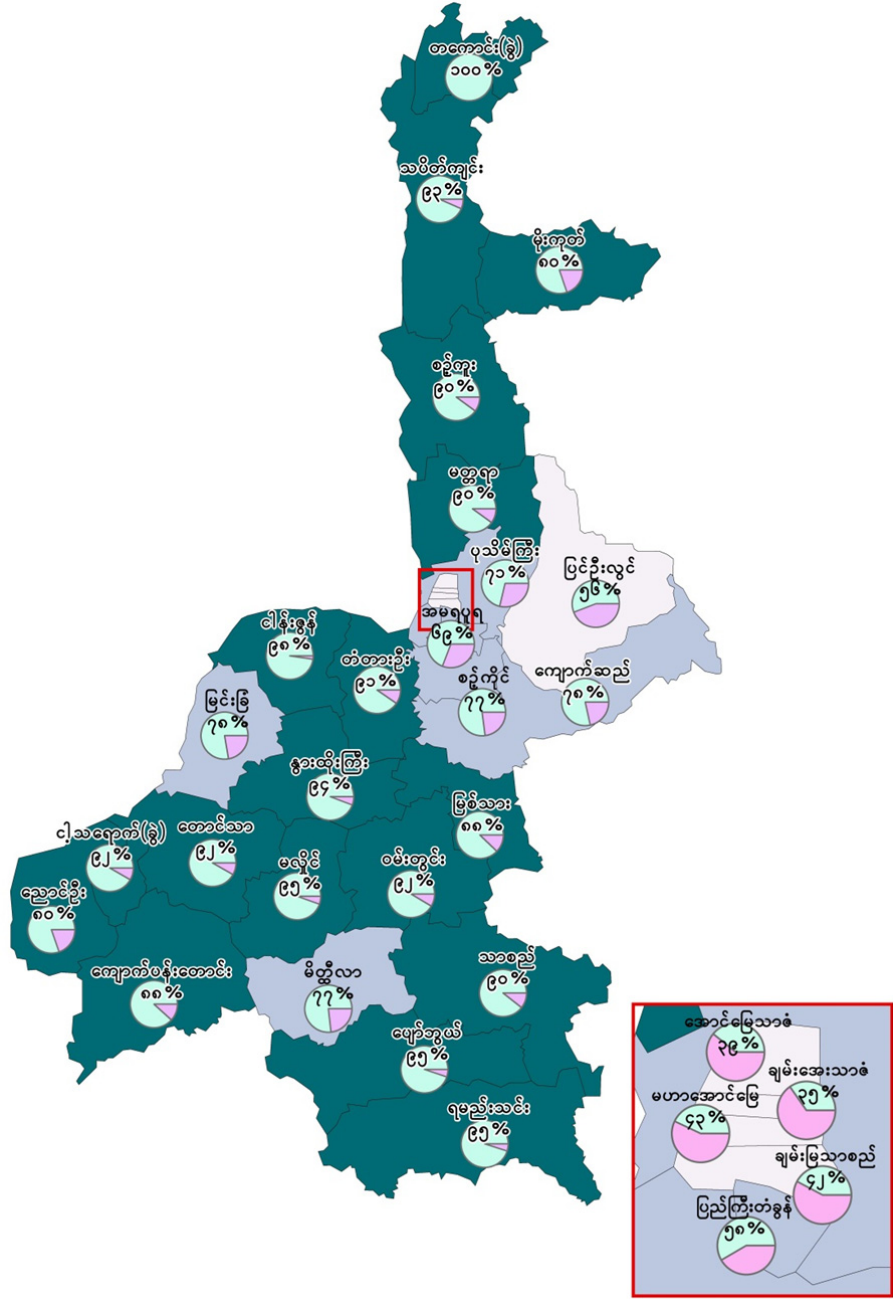 တကောင်း(ခွဲ)
၁၀၀%
သပိတ်ကျင်း
၉၃%
မိုးကုတ်
၈၀%
စဉ့်ကူး
၉၀%
မတ္တရာ
၉၀%
ပုသိမ်ကြီး
၇၁%
ပြင်ဦးလွင်
၅၆%
အမရပူရ
၆၉%
ငါန်းဇွန်
၉၈%
တံတားဦး
၉၁%
စဉ့်ကိုင်
၇၇%
ကျောက်ဆည်
၇၈%
မြင်းခြံ
၇၈%
နွားထိုးကြီး
၉၄%
မြစ်သား
၈၈%
ငါ့သရောက်(ခွဲ)
၉၂%
တောင်သာ
၉၂%
မလှိုင်
၉၅%
ဝမ်းတွင်း
၉၂%
ညောင်ဦး
၈၀%
ကျောက်ပန်းတောင်း
၈၈%
မိတ္ထီလာ
၇၇%
သာစည်
၉၀%
ပျော်ဘွယ်
၉၅%
ရမည်းသင်း
၉၅%
အောင်မြေသာဇံ
၃၉%
ချမ်းအေးသာဇံ
၃၅%
မဟာအောင်မြေ
၄၃%
ချမ်းမြသာစည်
၄၂%
ပြည်ကြီးတံခွန်
၅၈%